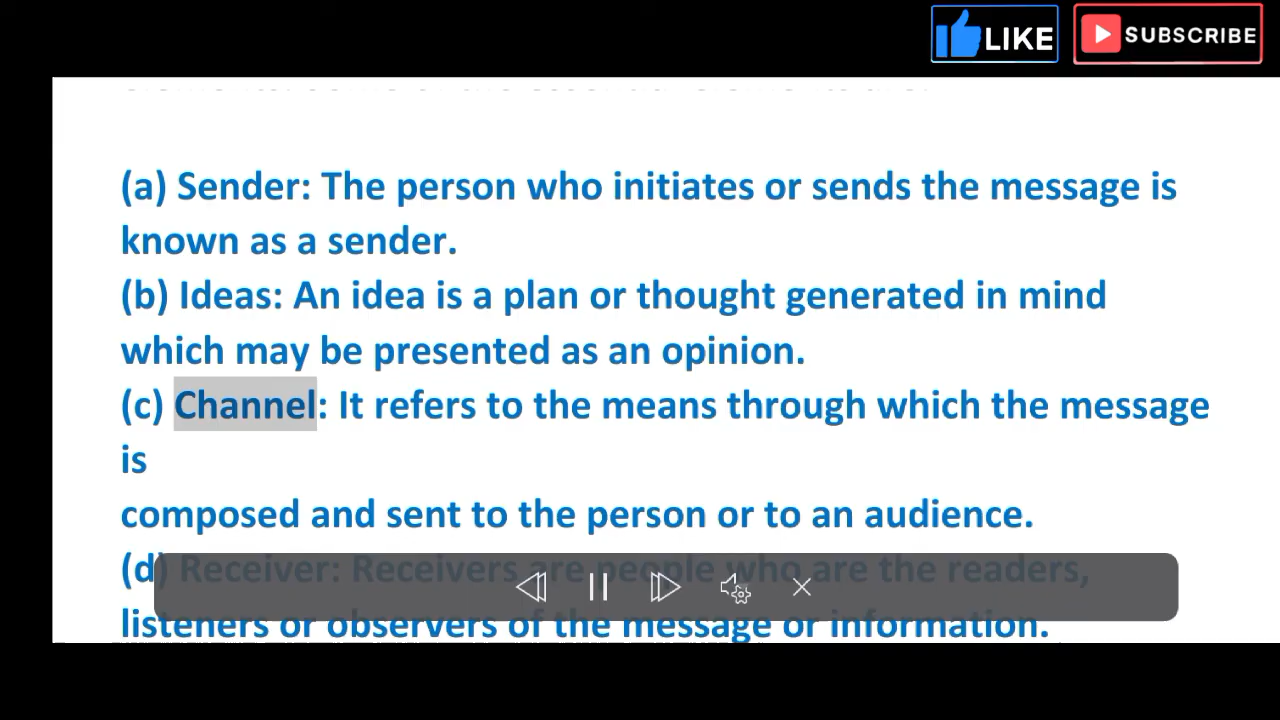 LIKE
SUBSCRIBE
(a) Sender: The person who initiates or sends the message is
known as a sender.
(b) Ideas: An idea is a plan or thought generated in mind
which may be presented as an opinion.
(c) Channel: It refers to the means through which the message
is
composed and sent to the person or to an audience.
(d) Receiver: Receivers are people who are the readers,
listeners or observers of the message or information.